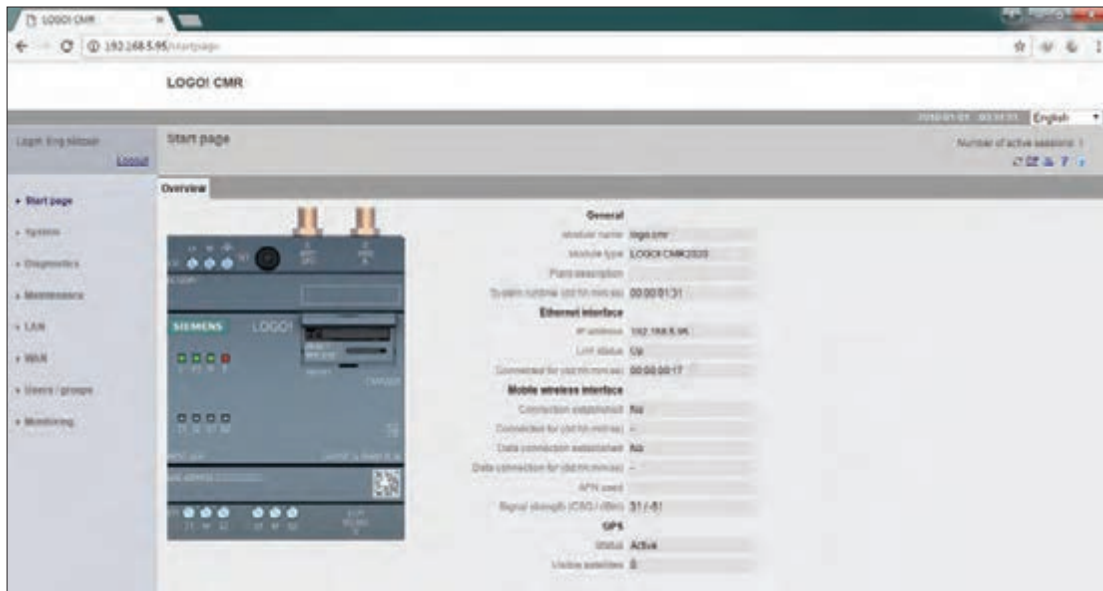 LOGO! CMR
192.168.5.95/startpage
LOGO! CMR
English
Start page
Number of active sessions: 1
Logout
Overview
Start page
System
Diagnostics
Maintenance
LAN
WAN
Users / groups
Monitoring
SIEMENS LOGO!
General
Module name logo.cmr
Module type LOGO! CMR2020
Plant description
System runtime (dd:hh:mm:ss) 00:00:01:31
Ethernet interface
IP address 192.168.5.95
Link status Up
Connected for (dd:hh:mm:ss) 00:00:00:17
Mobile wireless interface
Connection established No
Connected for (dd:hh:mm:ss) -
Data connection established No
Data connection for (dd:hh:mm:ss) -
APN used
Signal strength (CSQ / dBm) 31 / -51
GPS
Status Active
Visible satellites